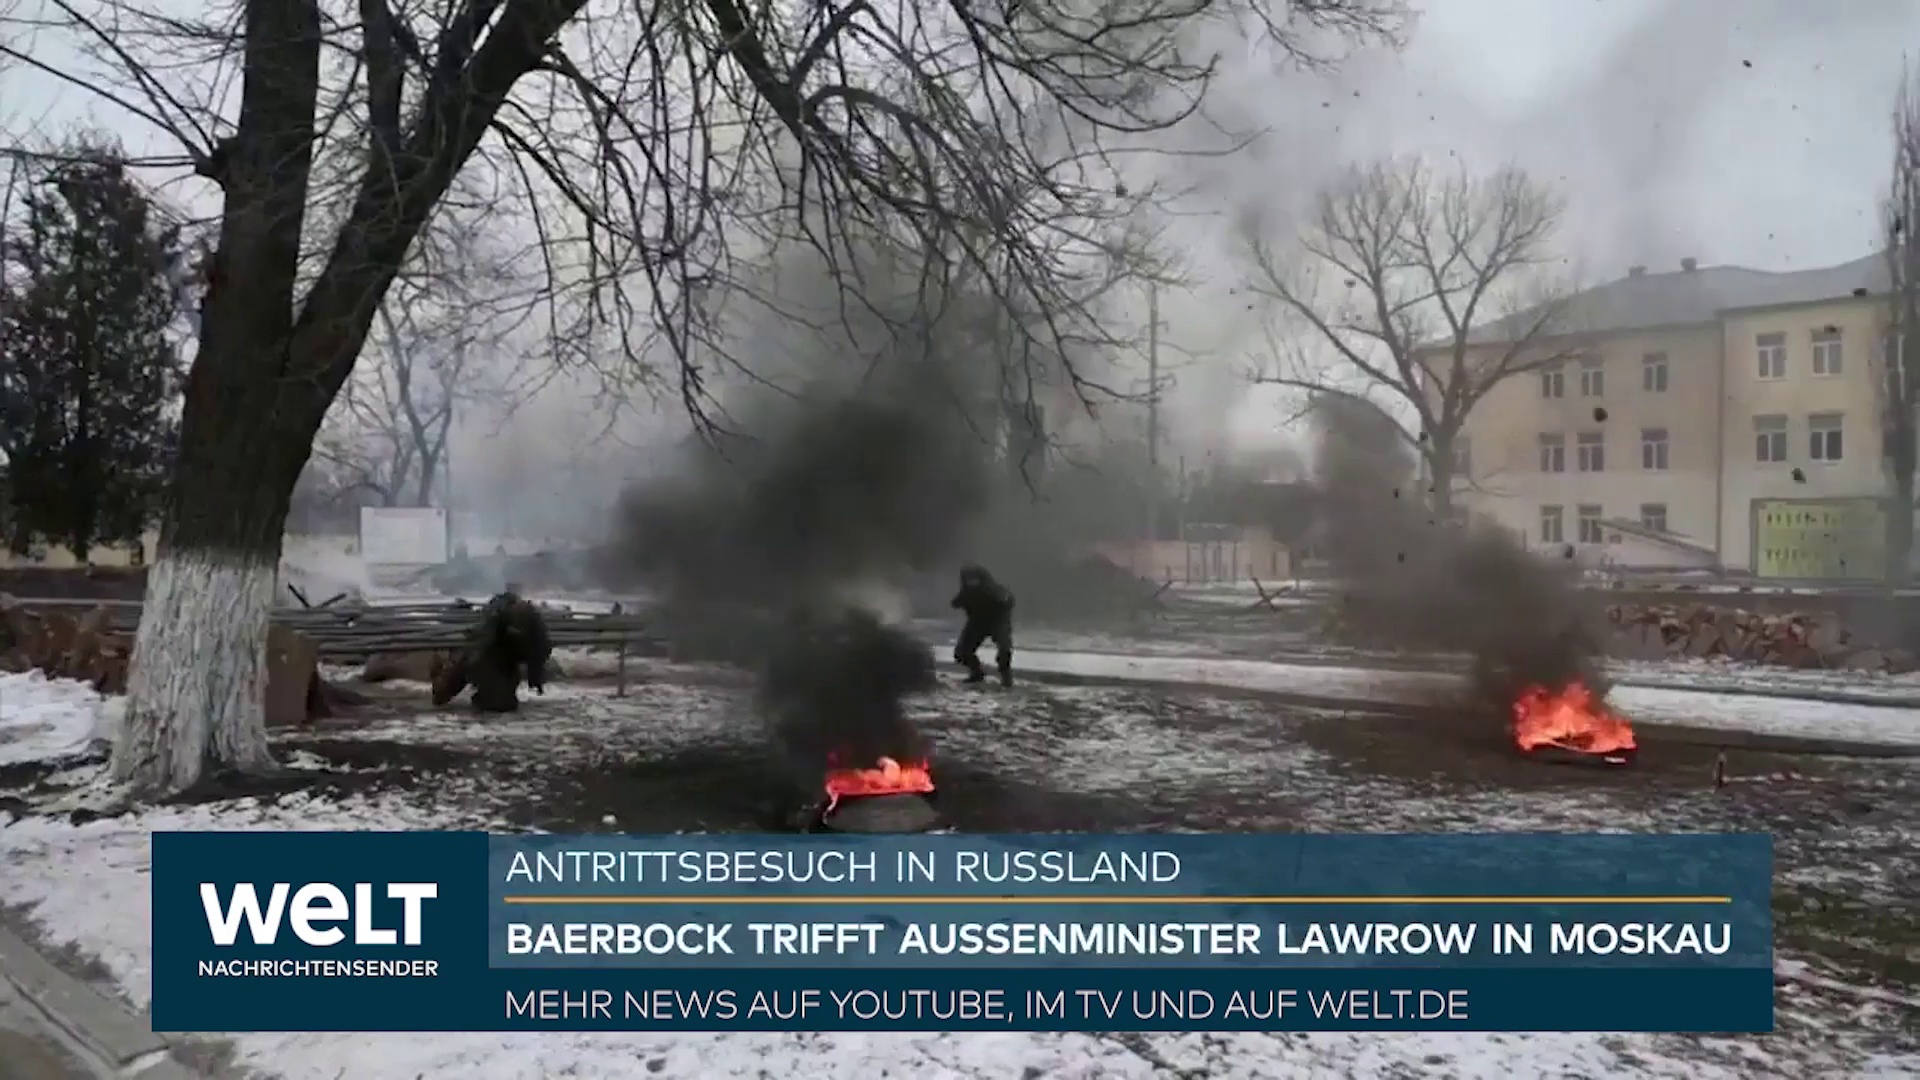 WELT
NACHRICHTENSENDER
ANTRITTSBESUCH IN RUSSLAND
BAERBOCK TRIFFT AUSSENMINISTER LAWROW IN MOSKAU
MEHR NEWS AUF YOUTUBE, IM TV UND AUF WELT.DE